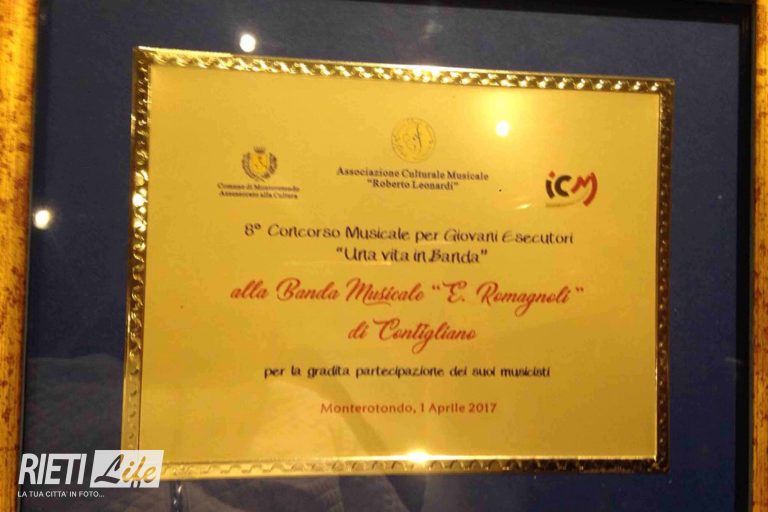 Associazione Culturale Musicale
"Roberto Leonardi"
Comune di Monterotondo
Assessorato alla Cultura
iCM
8° Concorso Musicale per Giovani Esecutori
"Una vita in Banda"
alla Banda Musicale "E. Romagnoli"
di Contigliano
per la gradita partecipazione dei suoi musicisti
Monterotondo, 1 Aprile 2017
RIETI Life
LA TUA CITTA' IN FOTO...